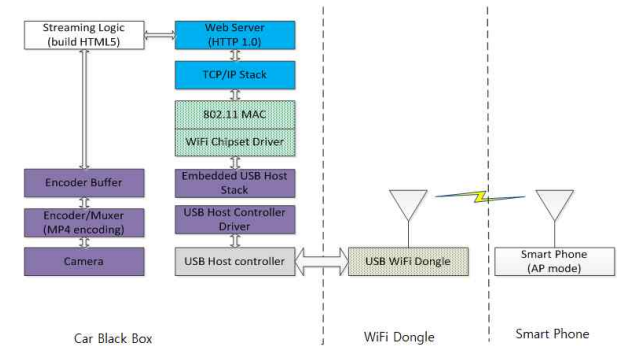 Streaming Logic
(build HTML5)
Web Server
(HTTP 1.0)
TCP/IP Stack
802.11 MAC
WiFi Chipset Driver
Encoder Buffer
Embedded USB Host
Stack
Encoder/Muxer
(MP4 encoding)
USB Host Controller
Driver
Camera
USB Host controller
USB WiFi Dongle
Smart Phone
(AP mode)
Car Black Box
WiFi Dongle
Smart Phone